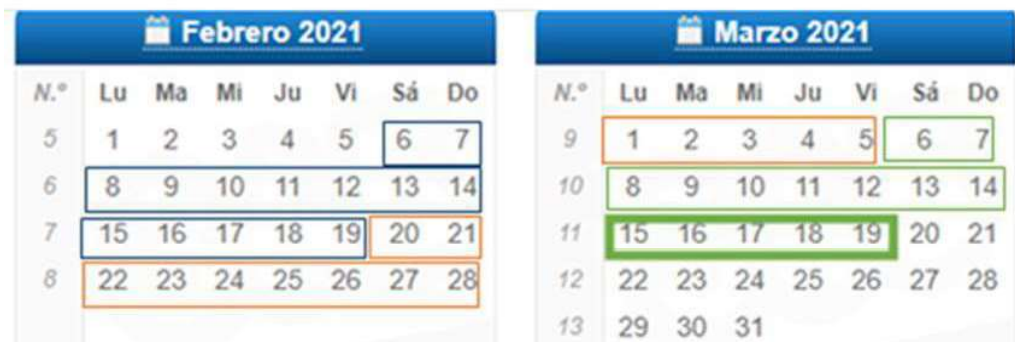 Febrero 2021
N.º Lu Ma Mi Ju Vi Sá Do
5 1 2 3 4 5 6 7
6 8 9 10 11 12 13 14
7 15 16 17 18 19 20 21
8 22 23 24 25 26 27 28
Marzo 2021
N.º Lu Ma Mi Ju Vi Sá Do
9 1 2 3 4 5 6 7
10 8 9 10 11 12 13 14
11 15 16 17 18 19 20 21
12 22 23 24 25 26 27 28
13 29 30 31